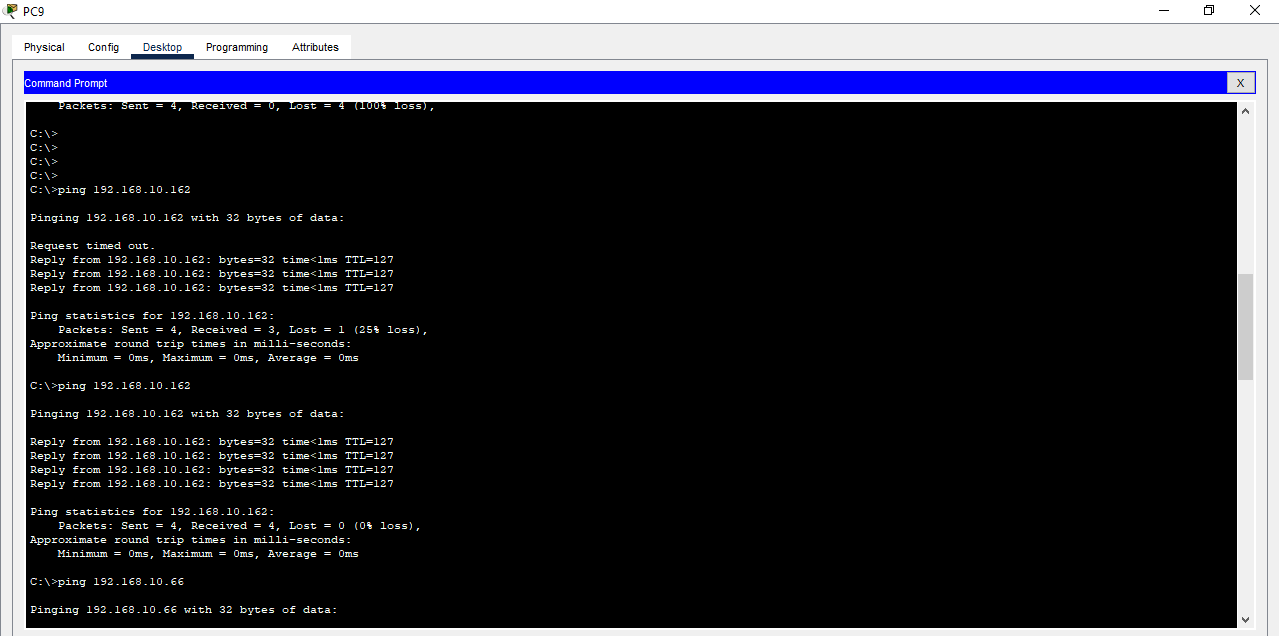 PC9
Physical Config Desktop Programming Attributes
Command Prompt X
Packets: Sent = 4, Received = 0, Lost = 4 (100% loss),
C:\>
C:\>
C:\>
C:\>
C:\>ping 192.168.10.162
Pinging 192.168.10.162 with 32 bytes of data:
Request timed out.
Reply from 192.168.10.162: bytes=32 time<1ms TTL=127
Reply from 192.168.10.162: bytes=32 time<1ms TTL=127
Reply from 192.168.10.162: bytes=32 time<1ms TTL=127
Ping statistics for 192.168.10.162:
Packets: Sent = 4, Received = 3, Lost = 1 (25% loss),
Approximate round trip times in milli-seconds:
Minimum = 0ms, Maximum = 0ms, Average = 0ms
C:\>ping 192.168.10.162
Pinging 192.168.10.162 with 32 bytes of data:
Reply from 192.168.10.162: bytes=32 time<1ms TTL=127
Reply from 192.168.10.162: bytes=32 time<1ms TTL=127
Reply from 192.168.10.162: bytes=32 time<1ms TTL=127
Reply from 192.168.10.162: bytes=32 time<1ms TTL=127
Ping statistics for 192.168.10.162:
Packets: Sent = 4, Received = 4, Lost = 0 (0% loss),
Approximate round trip times in milli-seconds:
Minimum = 0ms, Maximum = 0ms, Average = 0ms
C:\>ping 192.168.10.66
Pinging 192.168.10.66 with 32 bytes of data: